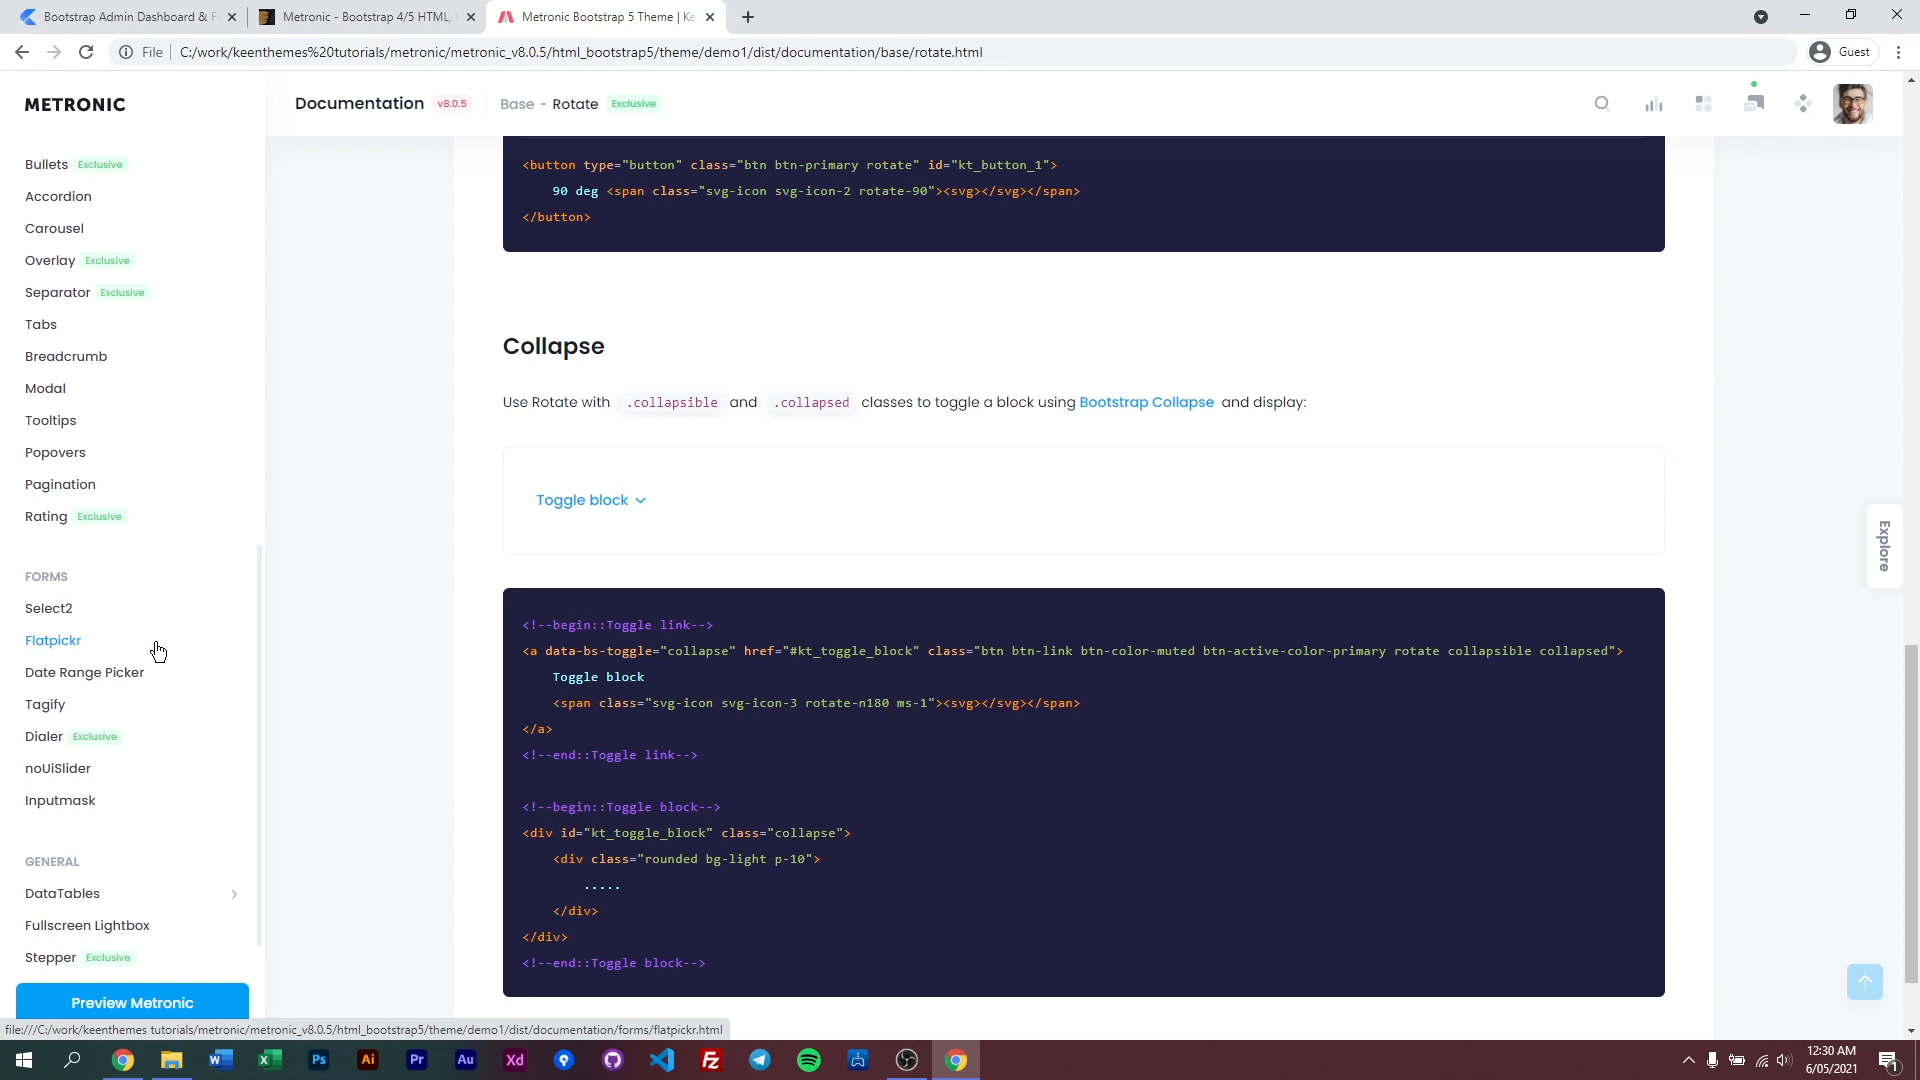 Bootstrap Admin Dashboard & F
Metronic - Bootstrap 4/5 HTML,
Metronic Bootstrap 5 Theme | Ke
File
C:/work/keenthemes%20tutorials/metronic/metronic_v8.0.5/html_bootstrap5/theme/demo1/dist/documentation/base/rotate.html
Guest
METRONIC
Documentation v8.0.5
Base - Rotate Exclusive
Bullets Exclusive
Accordion
Carousel
Overlay Exclusive
Separator Exclusive
Tabs
Breadcrumb
Modal
Tooltips
Popovers
Pagination
Rating Exclusive
FORMS
Select2
Flatpickr
Date Range Picker
Tagify
Dialer Exclusive
noUiSlider
Inputmask
GENERAL
DataTables
Fullscreen Lightbox
Stepper Exclusive
Preview Metronic
<button type="button" class="btn btn-primary rotate" id="kt_button_1">
90 deg <span class="svg-icon svg-icon-2 rotate-90"><svg></svg></span>
</button>
Collapse
Use Rotate with .collapsible and .collapsed classes to toggle a block using Bootstrap Collapse and display:
Toggle block
<!--begin::Toggle link-->
<a data-bs-toggle="collapse" href="#kt_toggle_block" class="btn btn-link btn-color-muted btn-active-color-primary rotate collapsible collapsed">
Toggle block
<span class="svg-icon svg-icon-3 rotate-n180 ms-1"><svg></svg></span>
</a>
<!--end::Toggle link-->
<!--begin::Toggle block-->
<div id="kt_toggle_block" class="collapse">
<div class="rounded bg-light p-10">
.....
</div>
</div>
<!--end::Toggle block-->
Explore
file:///C:/work/keenthemes tutorials/metronic/metronic_v8.0.5/html_bootstrap5/theme/demo1/dist/documentation/forms/flatpickr.html
Ps
Ai
Pr
Au
Xd
12:30 AM
6/05/2021
1